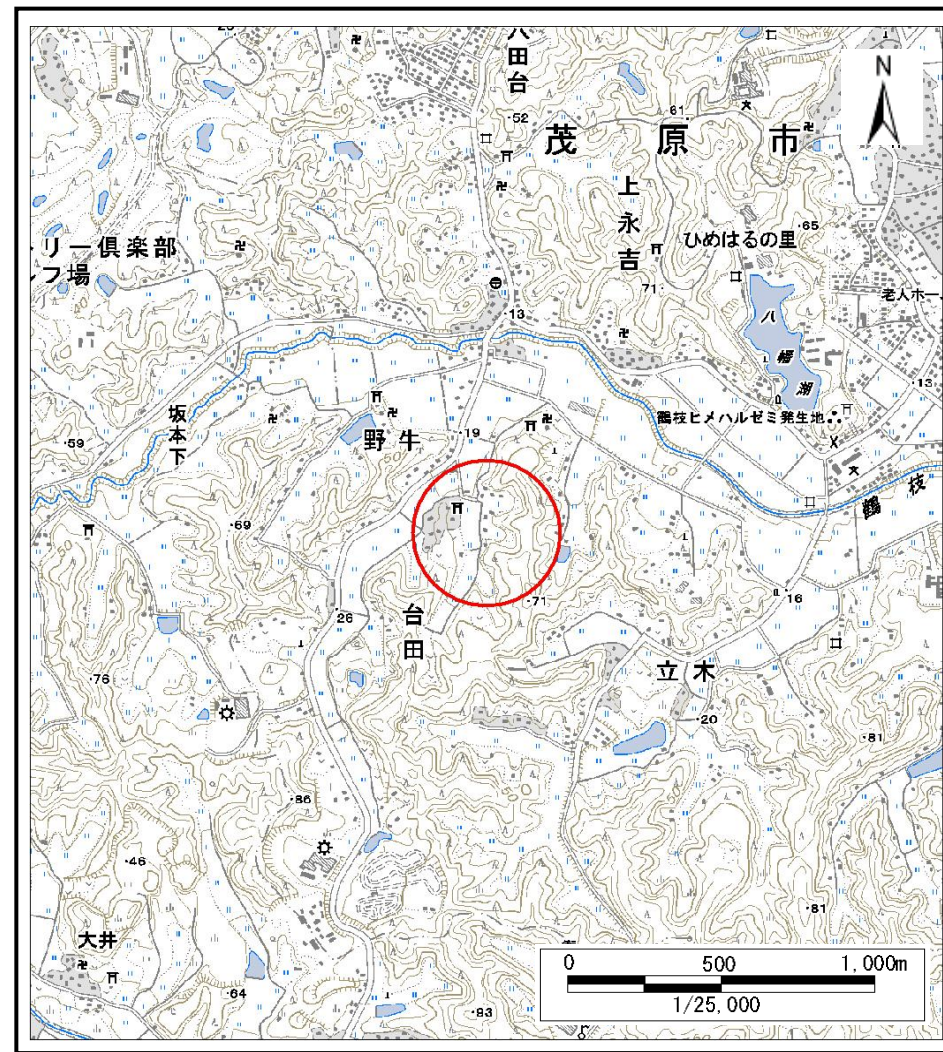 八田台
52
61
茂原市
N
上永吉
ひめはるの里
65
リー倶楽部
フ場
71
老人ホー
13
八幡湖
13
坂本下
59
野牛
19
鶴枝ヒメハルゼミ発生地
鶴枝
69
71
16
26
台田
立木
76
20
81
86
46
81
大井
64
83
0 500 1,000m
1/25,000